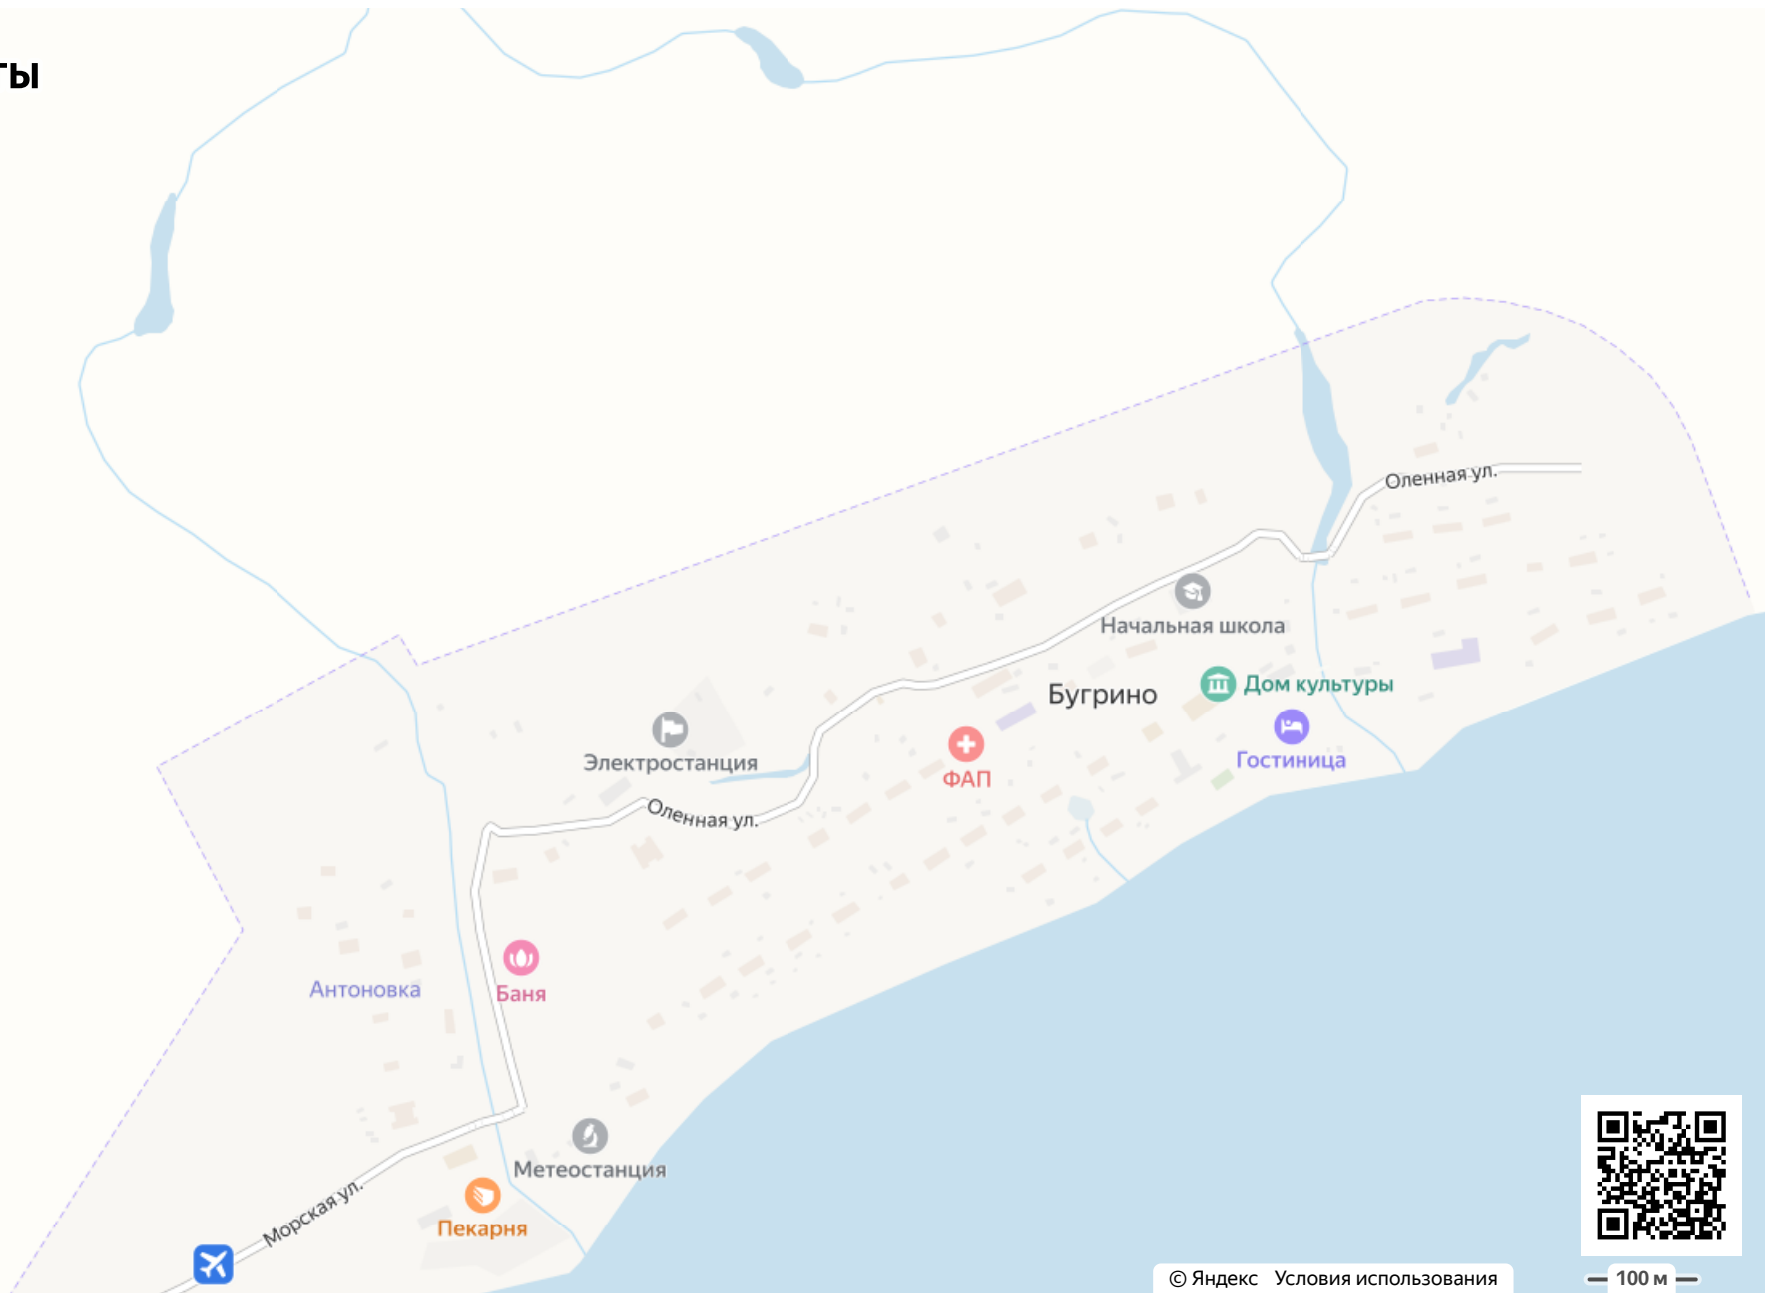 ты
Оленная ул.
Начальная школа
Дом культуры
Бугрино
Гостиница
Электростанция
ФАП
Оленная ул.
Антоновка
Баня
Метеостанция
Морская ул.
Пекарня
© Яндекс Условия использования
100 м